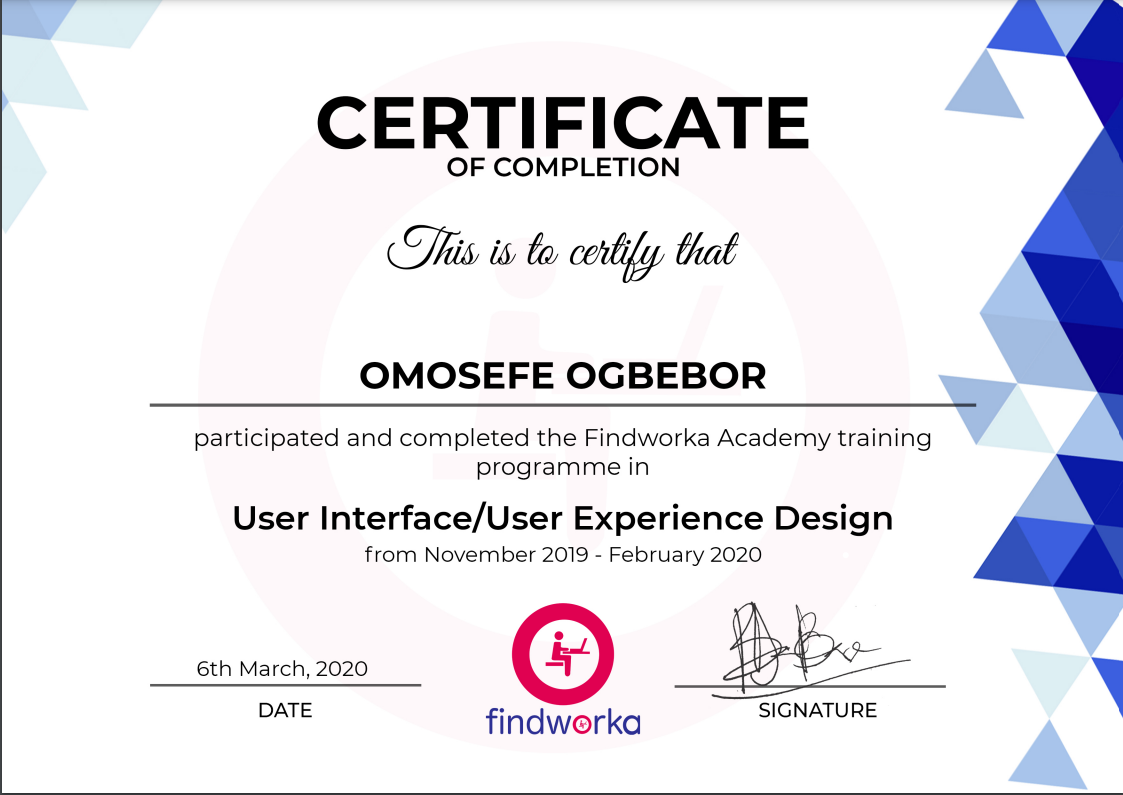 CERTIFICATE
OF COMPLETION
This is to certify that
OMOSEFE OGBEBOR
participated and completed the Findworka Academy training
programme in
User Interface/User Experience Design
from November 2019 - February 2020
6th March, 2020
DATE
findworka
SIGNATURE